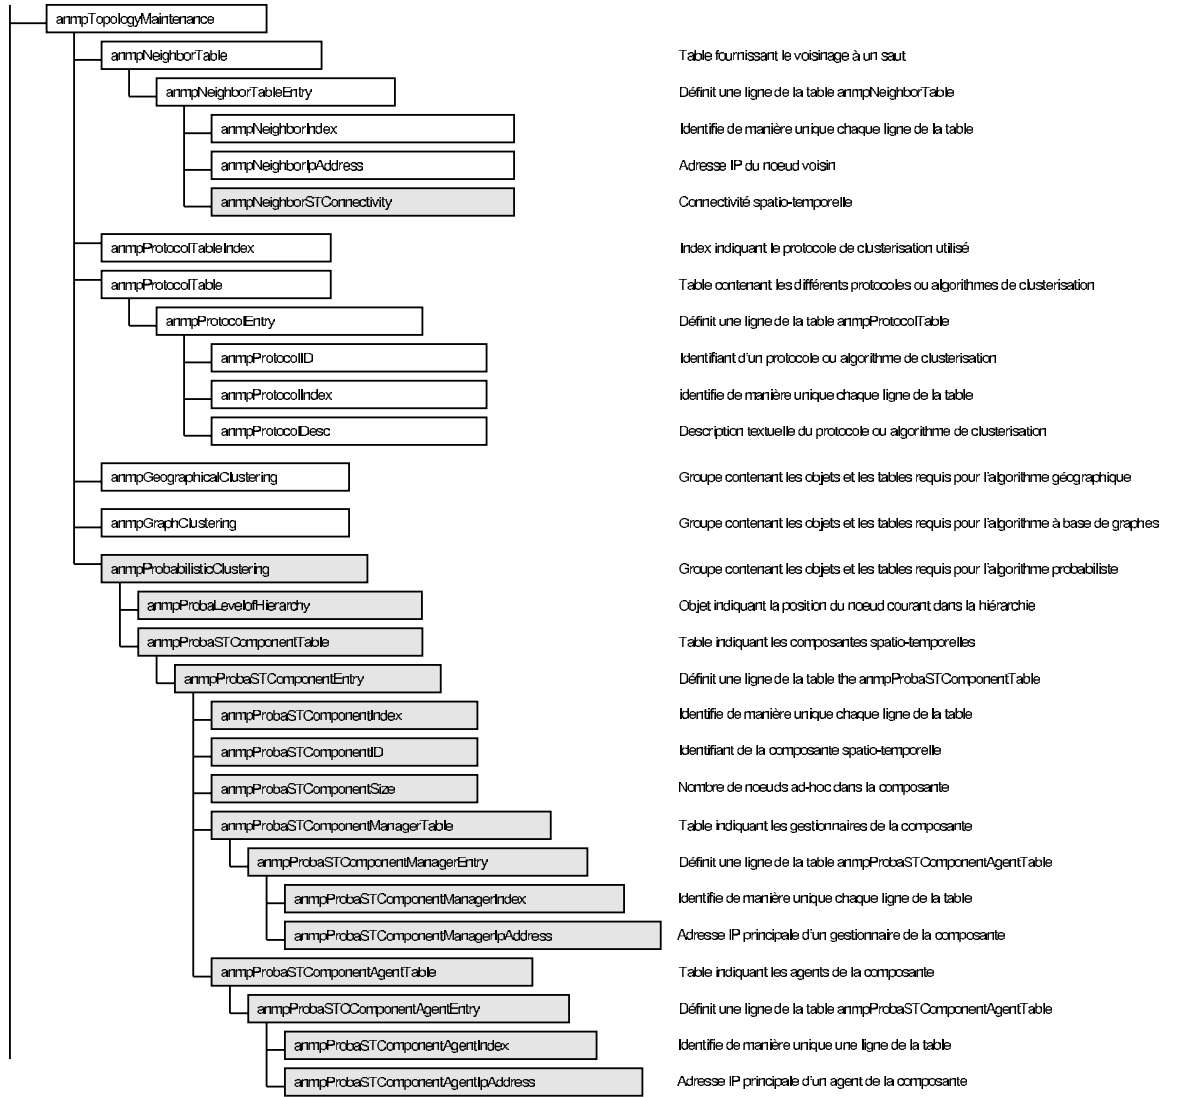 anmpTopologyMaintenance
anmpNeighborTable Table fournissant le voisinage à un saut
anmpNeighborTableEntry Définit une ligne de la table anmpNeighborTable
anmpNeighborIndex Identifie de manière unique chaque ligne de la table
anmpNeighborIpAddress Adresse IP du noeud voisin
anmpNeighborSTConnectivity Connectivité spatio-temporelle
anmpProtocolTableIndex Index indiquant le protocole de clusterisation utilisé
anmpProtocolTable Table contenant les différents protocoles ou algorithmes de clusterisation
anmpProtocolEntry Définit une ligne de la table anmpProtocolTable
anmpProtocolID Identifiant d'un protocole ou algorithme de clusterisation
anmpProtocolIndex identifie de manière unique chaque ligne de la table
anmpProtocolDesc Description textuelle du protocole ou algorithme de clusterisation
anmpGeographicalClustering Groupe contenant les objets et les tables requis pour l'algorithme géographique
anmpGraphClustering Groupe contenant les objets et les tables requis pour l'algorithme à base de graphes
anmpProbabilisticClustering Groupe contenant les objets et les tables requis pour l'algorithme probabiliste
anmpProbaLevelofHierarchy Objet indiquant la position du noeud courant dans la hiérarchie
anmpProbaSTComponentTable Table indiquant les composantes spatio-temporelles
anmpProbaSTComponentEntry Définit une ligne de la table the anmpProbaSTComponentTable
anmpProbaSTComponentIndex Identifie de manière unique chaque ligne de la table
anmpProbaSTComponentID Identifiant de la composante spatio-temporelle
anmpProbaSTComponentSize Nombre de noeuds ad-hoc dans la composante
anmpProbaSTComponentManagerTable Table indiquant les gestionnaires de la composante
anmpProbaSTComponentManagerEntry Définit une ligne de la table anmpProbaSTComponentAgentTable
anmpProbaSTComponentManagerIndex Identifie de manière unique chaque ligne de la table
anmpProbaSTComponentManagerIpAddress Adresse IP principale d'un gestionnaire de la composante
anmpProbaSTComponentAgentTable Table indiquant les agents de la composante
anmpProbaSTCComponentAgentEntry Définit une ligne de la table anmpProbaSTComponentAgentTable
anmpProbaSTComponentAgentIndex Identifie de manière unique une ligne de la table
anmpProbaSTComponentAgentIpAddress Adresse IP principale d'un agent de la composante